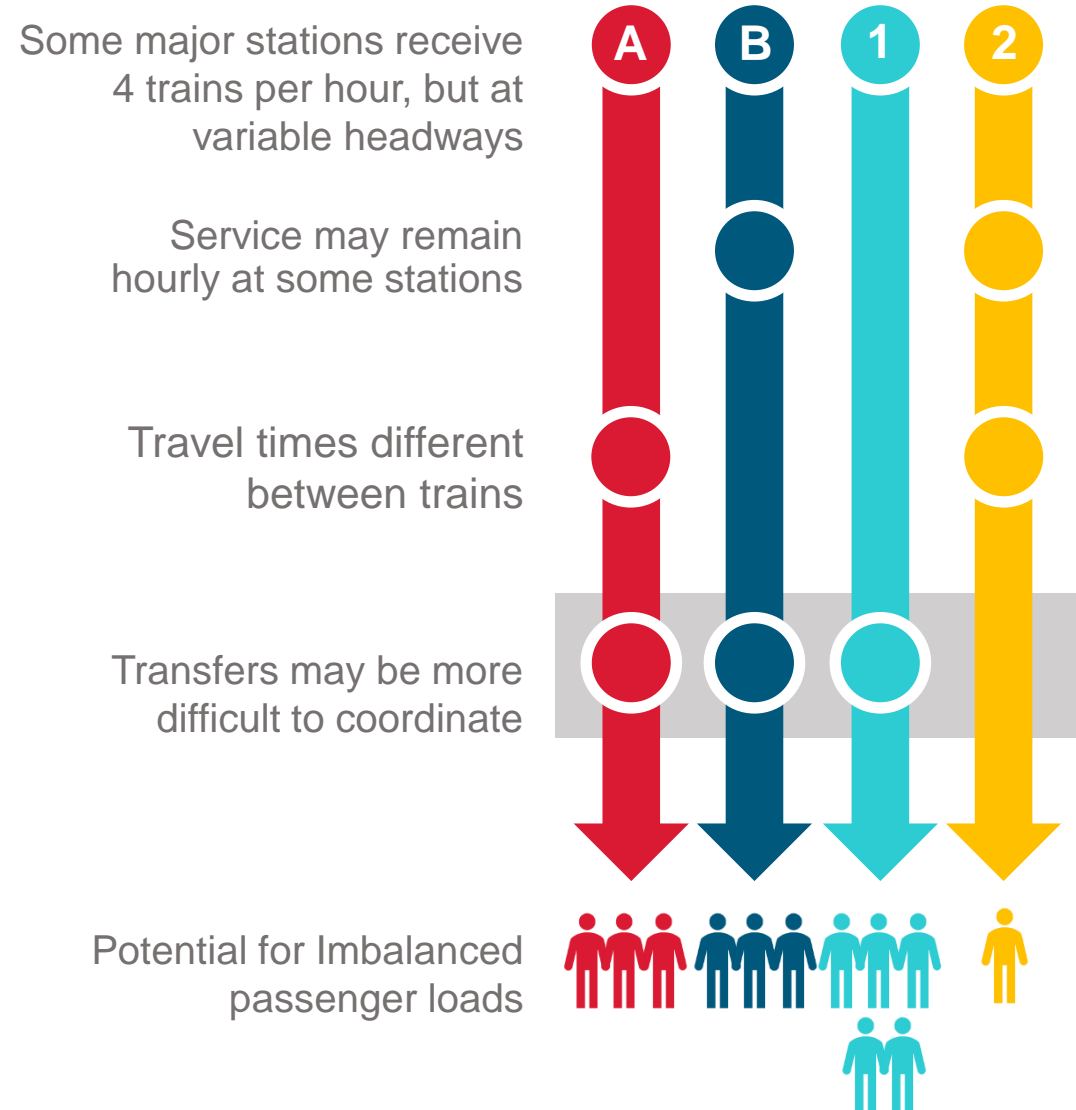 Some major stations receive
4 trains per hour, but at
variable headways
A B 1 2
Service may remain
hourly at some stations
Travel times different
between trains
Transfers may be more
difficult to coordinate
Potential for Imbalanced
passenger loads